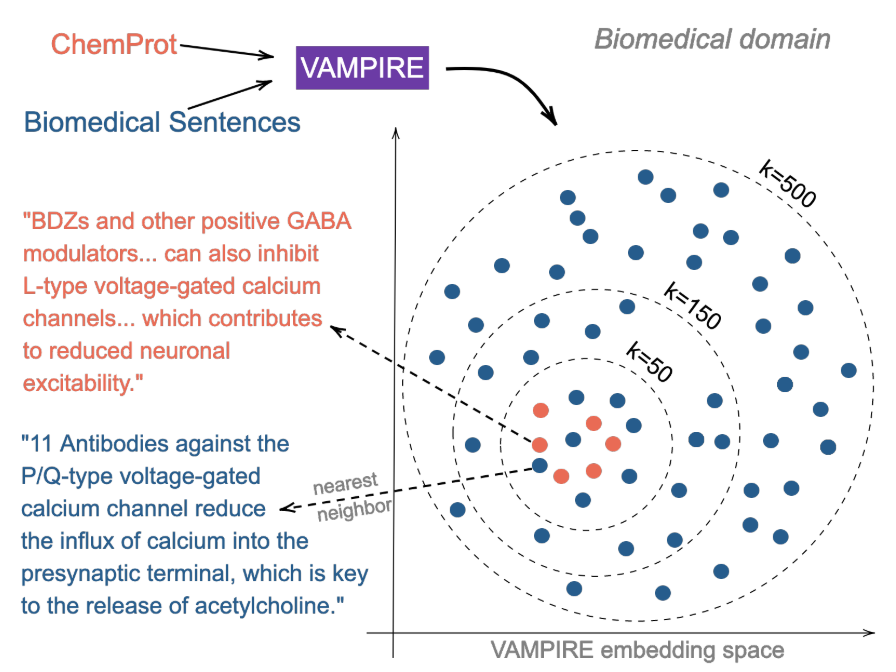 ChemProt
VAMPIRE
Biomedical domain
Biomedical Sentences
k=500
k=150
k=50
"BDZs and other positive GABA
modulators... can also inhibit
L-type voltage-gated calcium
channels... which contributes
to reduced neuronal
excitability."
"11 Antibodies against the
P/Q-type voltage-gated
calcium channel reduce
the influx of calcium into the
presynaptic terminal, which is key
to the release of acetylcholine."
nearest
neighbor
VAMPIRE embedding space